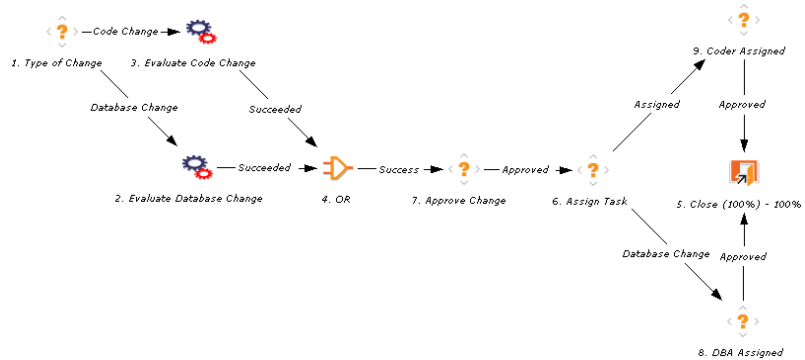 Code Change
9. Coder Assigned
1. Type of Change
3. Evaluate Code Change
Database Change
Succeeded
Assigned
Approved
Succeeded
Success
Approved
2. Evaluate Database Change
4. OR
7. Approve Change
6. Assign Task
5. Close (100%) - 100%
Database Change
Approved
8. DBA Assigned